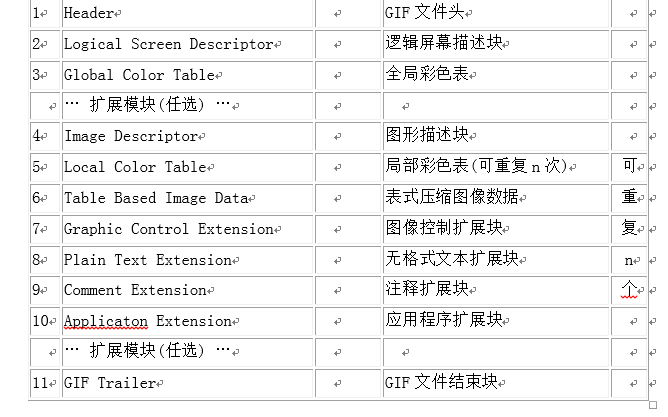 1 Header GIF 文件头
2 Logical Screen Descriptor 逻辑屏幕描述块
3 Global Color Table 全局彩色表
… 扩展模块(任选) …
4 Image Descriptor 图形描述块
5 Local Color Table 局部彩色表(可重复 n 次) 可
6 Table Based Image Data 表式压缩图像数据 重
7 Graphic Control Extension 图像控制扩展块 复
8 Plain Text Extension 无格式文本扩展块 n
9 Comment Extension 注释扩展块 个
10 Applicaton Extension 应用程序扩展块
… 扩展模块(任选) …
11 GIF Trailer GIF 文件结束块